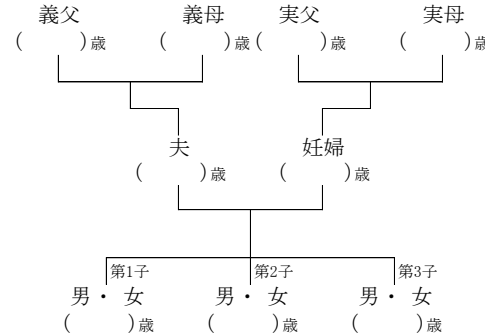 義父 義母 実父 実母
( )歳 ( )歳 ( )歳 ( )歳
夫 妊婦
( )歳 ( )歳
第1子 第2子 第3子
男・女 男・女 男・女
( )歳 ( )歳 ( )歳